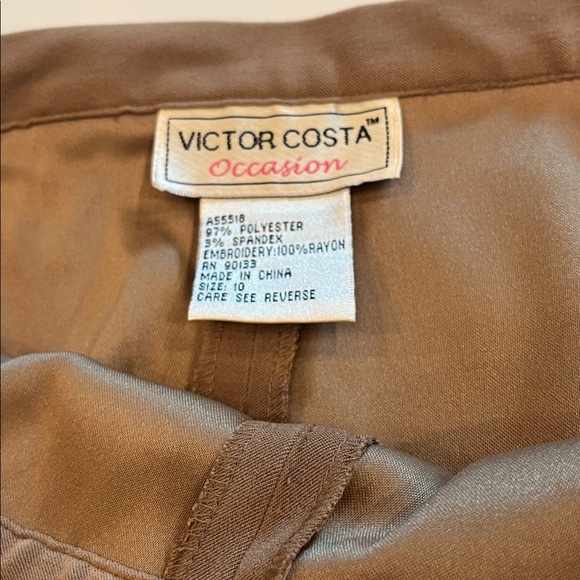 VICTOR COSTA™
Occasion
A55518
97% POLYESTER
3% SPANDEX
EMBROIDERY:100%RAYON
RN 90133
MADE IN CHINA
SIZE: 10
CARE SEE REVERSE